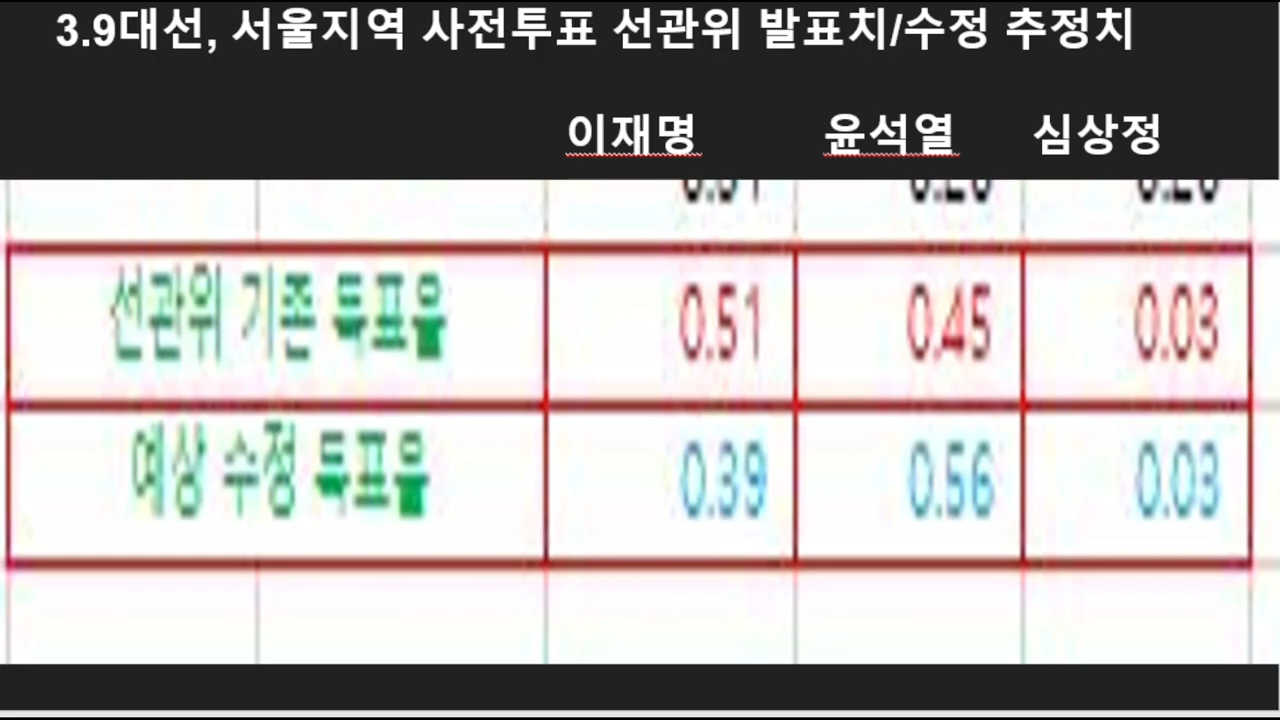 3.9대선, 서울지역 사전투표 선관위 발표치/수정 추정치
이재명 윤석열 심상정
선관위 기존 득표율 0.51 0.45 0.03
예상 수정 득표율 0.39 0.56 0.03